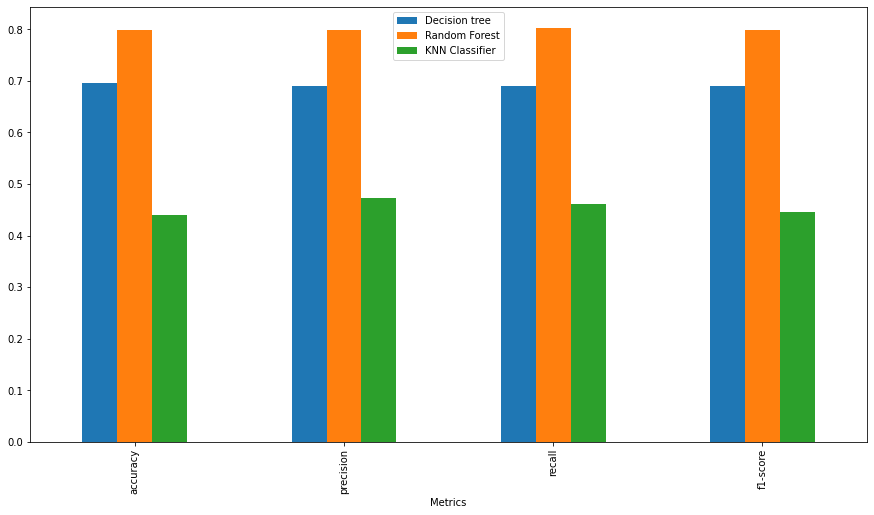 Decision tree
Random Forest
KNN Classifier
0.8
0.7
0.6
0.5
0.4
0.3
0.2
0.1
0.0
accuracy
precision
recall
f1-score
Metrics